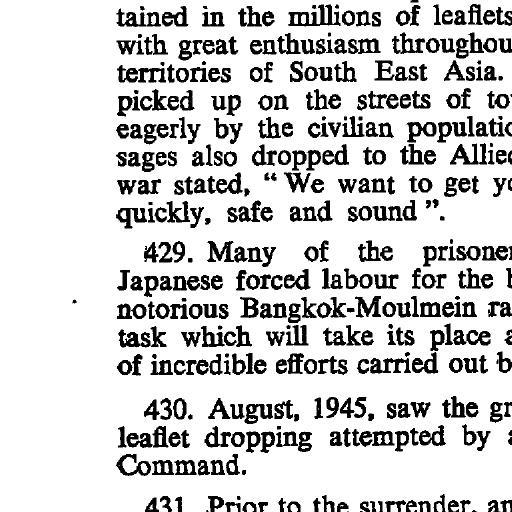 tained in the millions of leaflets
with great enthusiasm throughou
territories of South East Asia.
picked up on the streets of to
eagerly by the civilian populatio
sages also dropped to the Allie
war stated, “ We want to get yo
quickly, safe and sound ”.
429. Many of the prisone
Japanese forced labour for the
notorious Bangkok-Moulmein ra
task which will take its place a
of incredible efforts carried out b
430. August, 1945, saw the gr
leaflet dropping attempted by a
Command.
431. Prior to the surrender, an